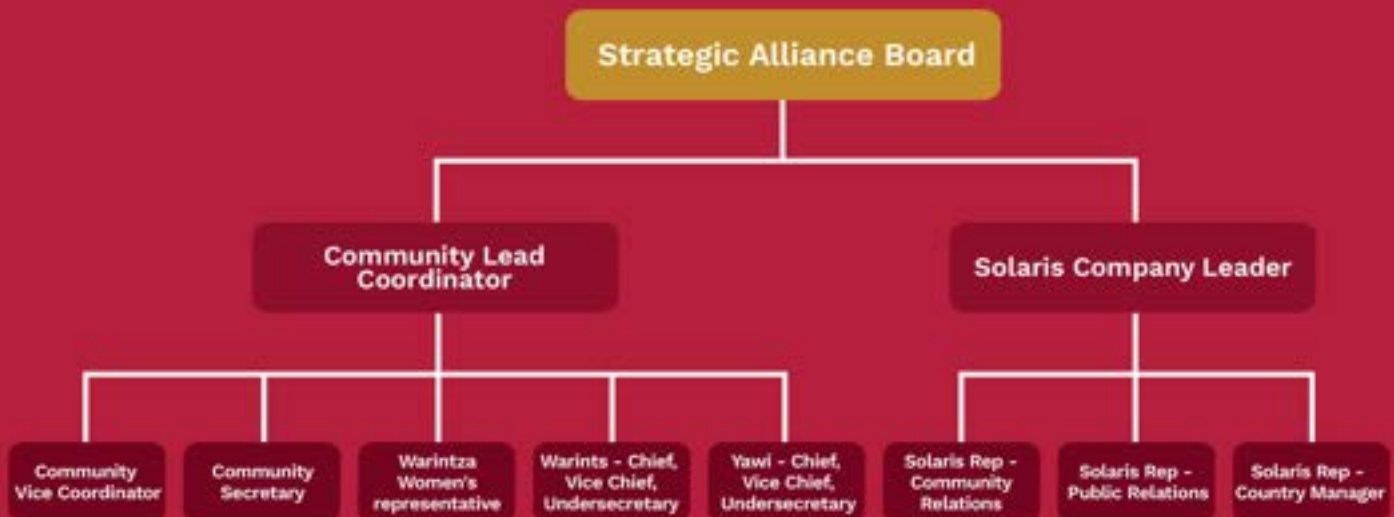 Strategic Alliance Board
Community Lead
Coordinator
Solaris Company Leader
Community
Vice Coordinator
Community
Secretary
Warintza
Women's
representative
Warints - Chief,
Vice Chief,
Undersecretary
Yawi - Chief,
Vice Chief,
Undersecretary
Solaris Rep -
Community
Relations
Solaris Rep -
Public Relations
Solaris Rep -
Country Manager